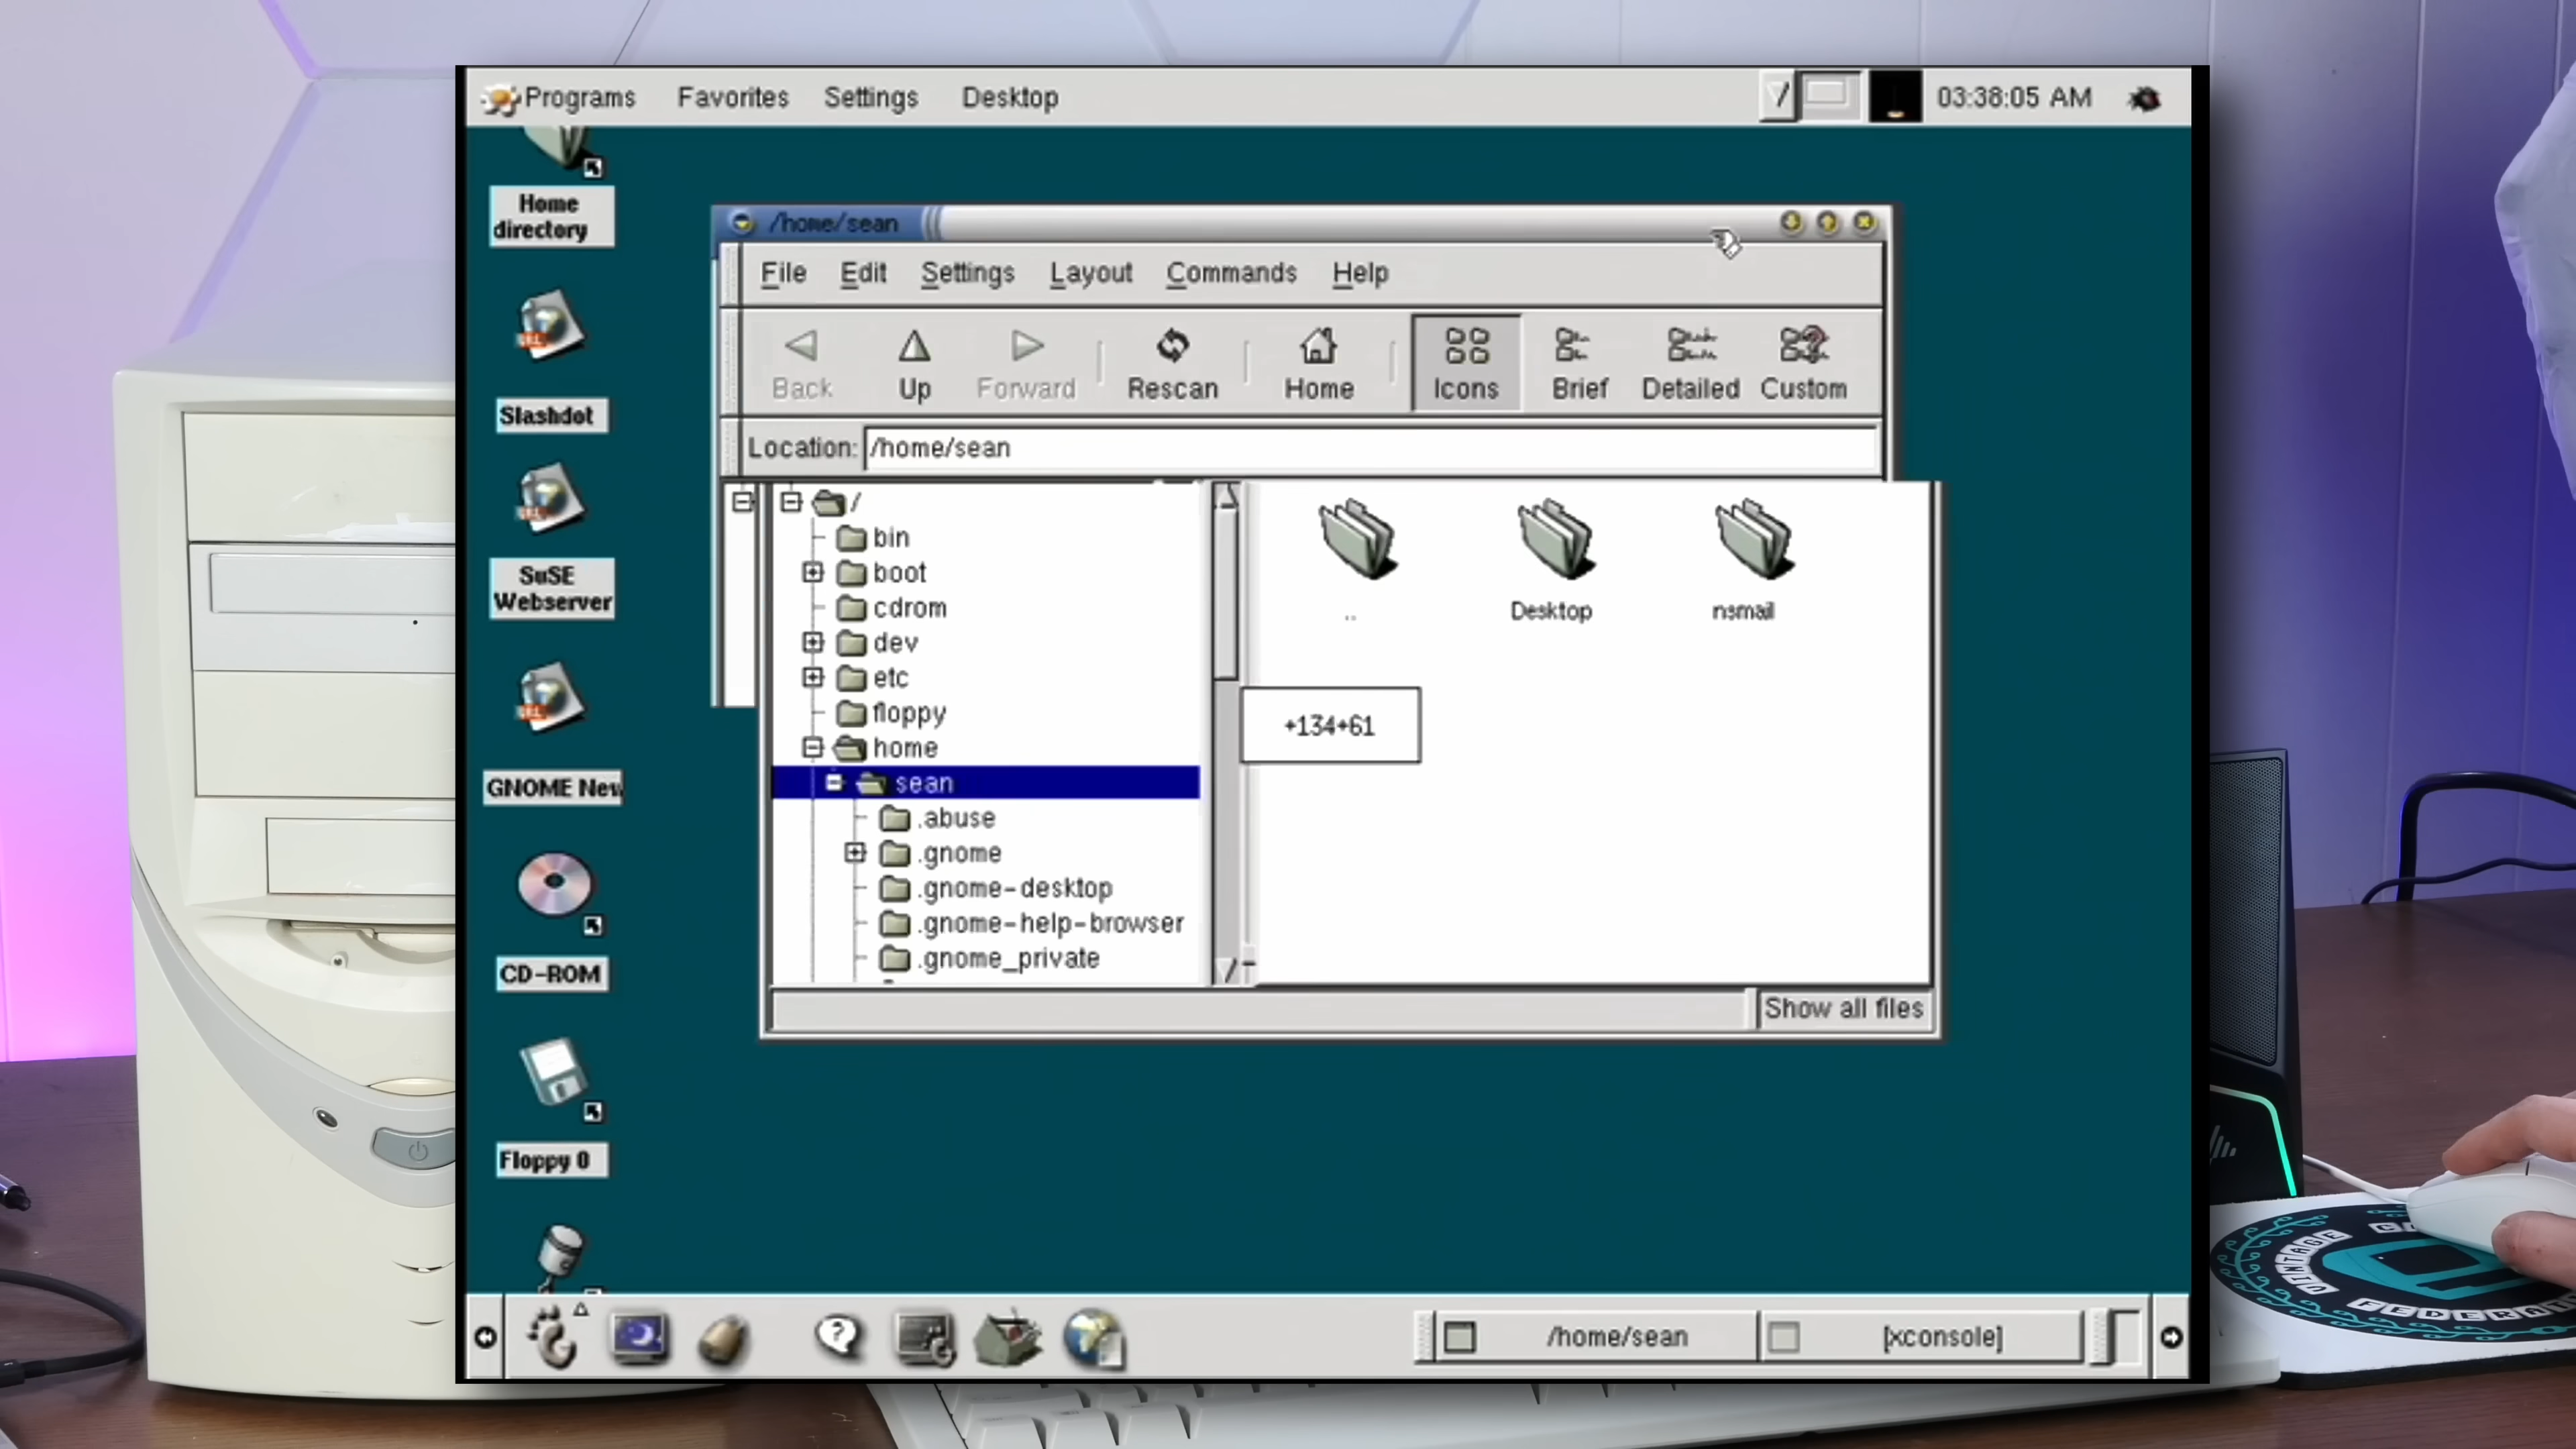 Programs Favorites Settings Desktop 03:38:05 AM
Home
directory
Slashdot
SuSE
Webserver
GNOME New
CD-ROM
Floppy 0
/home/sean
File Edit Settings Layout Commands Help
Back Up Forward Rescan Home Icons Brief Detailed Custom
Location: /home/sean
/
bin
boot
cdrom
dev
etc
floppy
home
sean
.abuse
.gnome
.gnome-desktop
.gnome-help-browser
.gnome_private
..
Desktop
nsmail
+134+61
Show all files
/home/sean
[xconsole]
VINTAGE